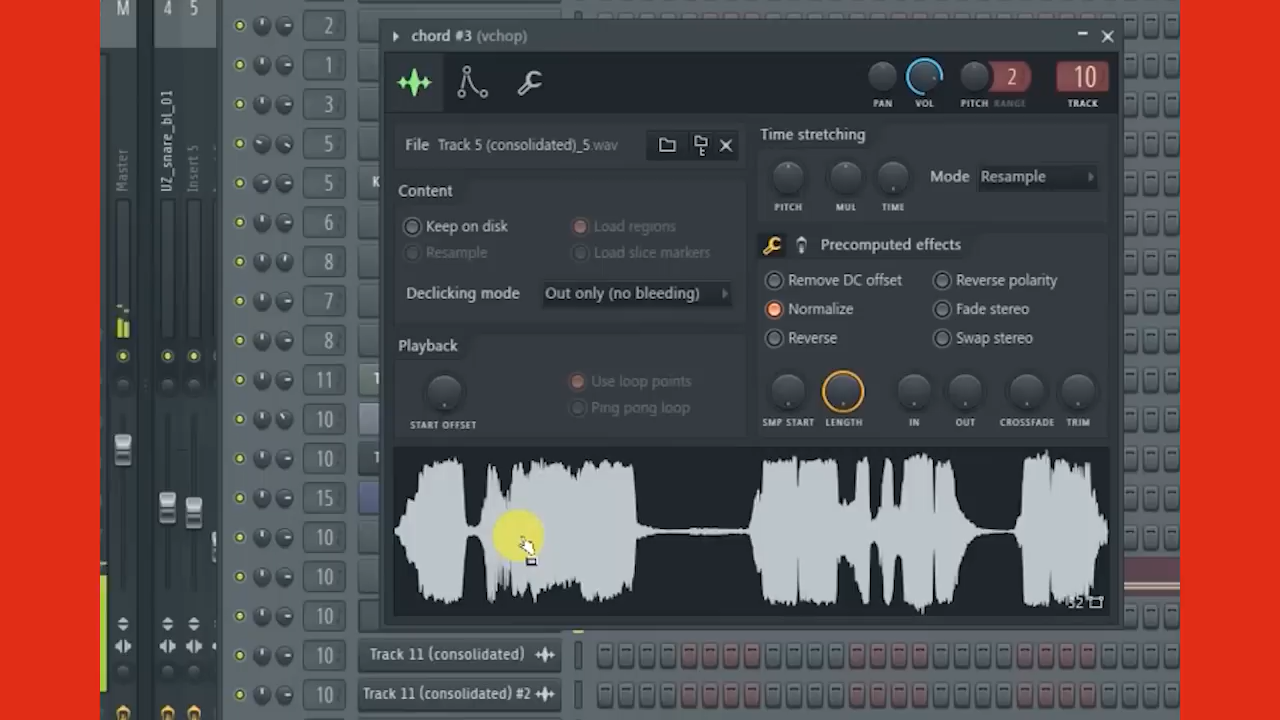 M 4 5
Master
UZ_snare_bl_01
Insert 5
2
1
3
5
5
6
8
7
8
11
10
10
15
10
10
10
10
10
K
T
T
chord #3 (vchop)
PAN VOL PITCH 2 RANGE 10 TRACK
File Track 5 (consolidated)_5.wav
Content
Keep on disk Load regions
Resample Load slice markers
Declicking mode Out only (no bleeding)
Playback
START OFFSET
Use loop points
Ping pong loop
Time stretching
PITCH MUL TIME
Mode Resample
Precomputed effects
Remove DC offset Reverse polarity
Normalize Fade stereo
Reverse Swap stereo
SMP START LENGTH IN OUT CROSSFADE TRIM
Track 11 (consolidated)
Track 11 (consolidated) #2